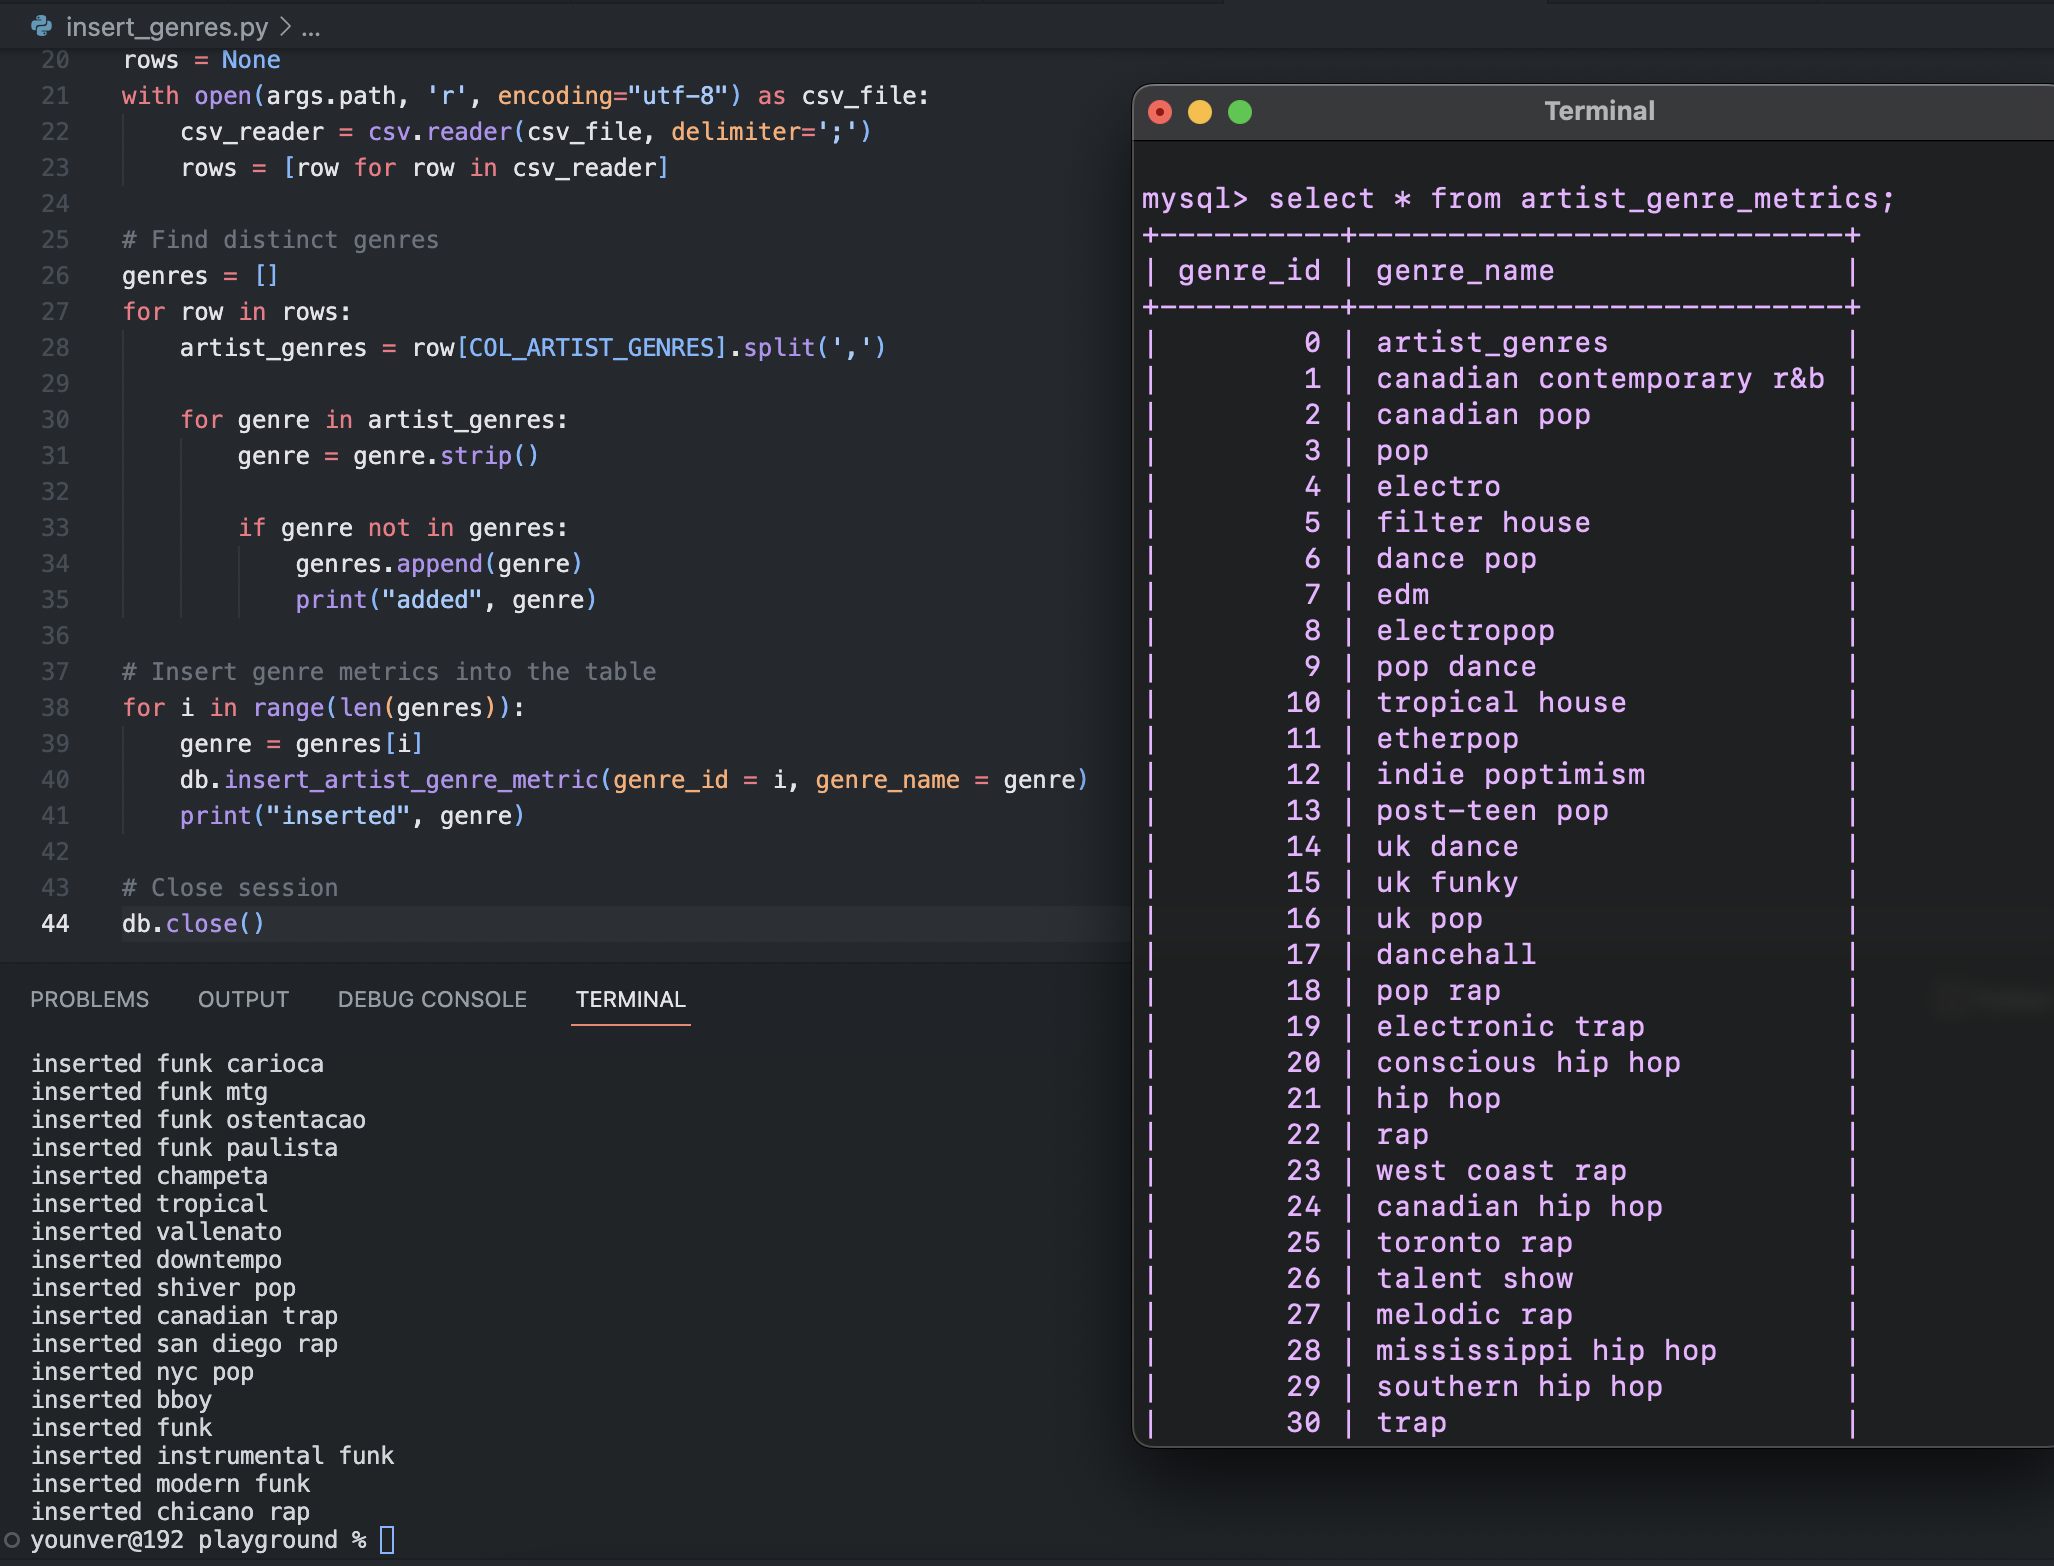 insert_genres.py > ...
20 rows = None
21 with open(args.path, 'r', encoding="utf-8") as csv_file:
22     csv_reader = csv.reader(csv_file, delimiter=';')
23     rows = [row for row in csv_reader]
24
25 # Find distinct genres
26 genres = []
27 for row in rows:
28     artist_genres = row[COL_ARTIST_GENRES].split(',')
29
30     for genre in artist_genres:
31         genre = genre.strip()
32
33         if genre not in genres:
34             genres.append(genre)
35             print("added", genre)
36
37 # Insert genre metrics into the table
38 for i in range(len(genres)):
39     genre = genres[i]
40     db.insert_artist_genre_metric(genre_id = i, genre_name = genre)
41     print("inserted", genre)
42
43 # Close session
44 db.close()
PROBLEMS OUTPUT DEBUG CONSOLE TERMINAL
inserted funk carioca
inserted funk mtg
inserted funk ostentacao
inserted funk paulista
inserted champeta
inserted tropical
inserted vallenato
inserted downtempo
inserted shiver pop
inserted canadian trap
inserted san diego rap
inserted nyc pop
inserted bboy
inserted funk
inserted instrumental funk
inserted modern funk
inserted chicano rap
younver@192 playground %
Terminal
mysql> select * from artist_genre_metrics;
+----------+---------------------------+
| genre_id | genre_name                |
+----------+---------------------------+
|        0 | artist_genres             |
|        1 | canadian contemporary r&b |
|        2 | canadian pop              |
|        3 | pop                       |
|        4 | electro                   |
|        5 | filter house              |
|        6 | dance pop                 |
|        7 | edm                       |
|        8 | electropop                |
|        9 | pop dance                 |
|       10 | tropical house            |
|       11 | etherpop                  |
|       12 | indie poptimism           |
|       13 | post-teen pop             |
|       14 | uk dance                  |
|       15 | uk funky                  |
|       16 | uk pop                    |
|       17 | dancehall                 |
|       18 | pop rap                   |
|       19 | electronic trap           |
|       20 | conscious hip hop         |
|       21 | hip hop                   |
|       22 | rap                       |
|       23 | west coast rap            |
|       24 | canadian hip hop          |
|       25 | toronto rap               |
|       26 | talent show               |
|       27 | melodic rap               |
|       28 | mississippi hip hop       |
|       29 | southern hip hop          |
|       30 | trap                      |